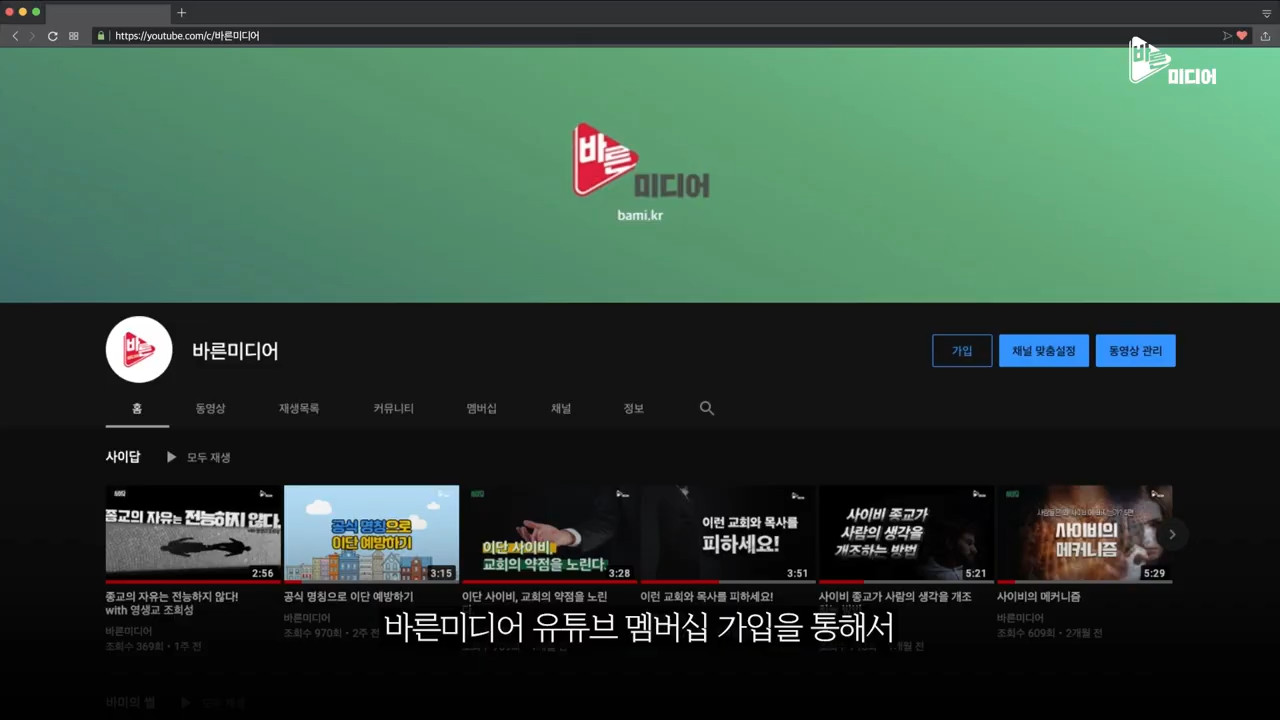 https://youtube.com/c/바른미디어
바른
미디어
바른
미디어
bami.kr
바른
바른미디어
가입
채널 맞춤설정
동영상 관리
홈
동영상
재생목록
커뮤니티
멤버십
채널
정보
사이답
모두 재생
종교의 자유는 전능하지 않다.
2:56
공식 명칭으로
이단 예방하기
3:15
이단 사이비,
교회의 약점을 노린다.
3:28
이런 교회와 목사를
피하세요!
3:51
사이비 종교가
사람의 생각을
개조하는 방법
5:21
사이비의
메커니즘
5:29
종교의 자유는 전능하지 않다!
with 영생교 조희성
바른미디어
조회수 369회 • 1주 전
공식 명칭으로 이단 예방하기
조회수 970회 • 2주 전
이단 사이비, 교회의 약점을 노린
이런 교회와 목사를 피하세요!
사이비 종교가 사람의 생각을 개조
사이비의 메커니즘
바른미디어
조회수 609회 • 2개월 전
바른미디어 유튜브 멤버십 가입을 통해서
바미의 썰